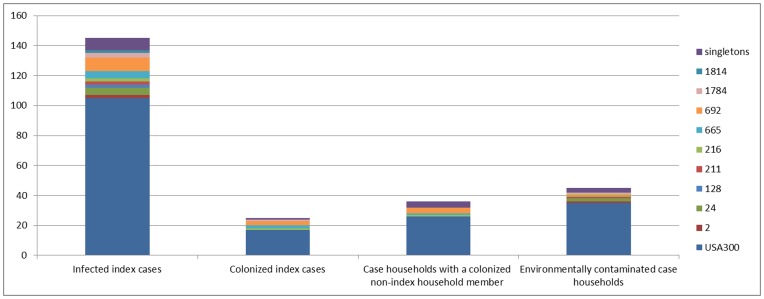 160
140
120
100
80
60
40
20
0
Infected index cases
Colonized index cases
Case households with a colonized
non-index household member
Environmentally contaminated case
households
singletons
1814
1784
692
665
216
211
128
24
2
USA300